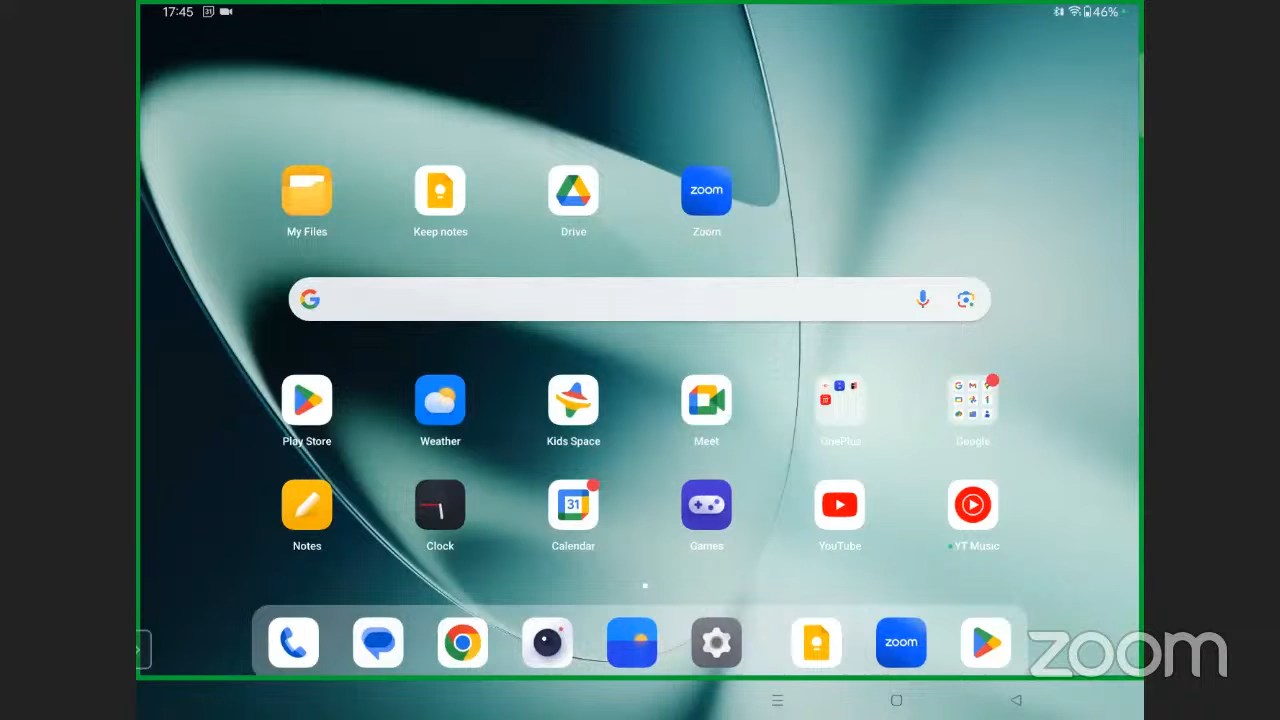 17:45 31 46%
zoom
My Files Keep notes Drive Zoom
Play Store Weather Kids Space Meet OnePlus Google
31
Notes Clock Calendar Games YouTube YT Music
zoom
zoom